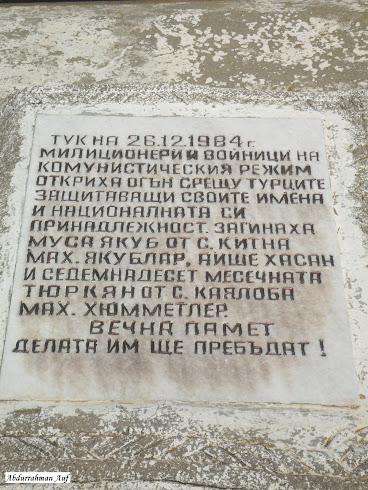 ТУК НА 26.12.1984 г.
МИЛИЦИОНЕРИ И ВОЙНИЦИ НА
КОМУНИСТИЧЕСКИЯ РЕЖИМ
ОТКРИХА ОГЪН СРЕЩУ ТУРЦИТЕ
ЗАЩИТАВАЩИ СВОИТЕ ИМЕНА
И НАЦИОНАЛНАТА СИ
ПРИНАДЛЕЖНОСТ. ЗАГИНАХА
МУСА ЯКУБ ОТ С. КИТНА
МАХ. ЯКУБЛАР, АИШЕ ХАСАН
И СЕДЕМНАДЕСЕТ МЕСЕЧНАТА
ТЮРКЯН ОТ С. КАЯЛОБА
МАХ. ХЮММЕТЛЕР.
ВЕЧНА ПАМЕТ
ДЕЛАТА ИМ ЩЕ ПРЕБЪДАТ !
Abdurrahman Auf